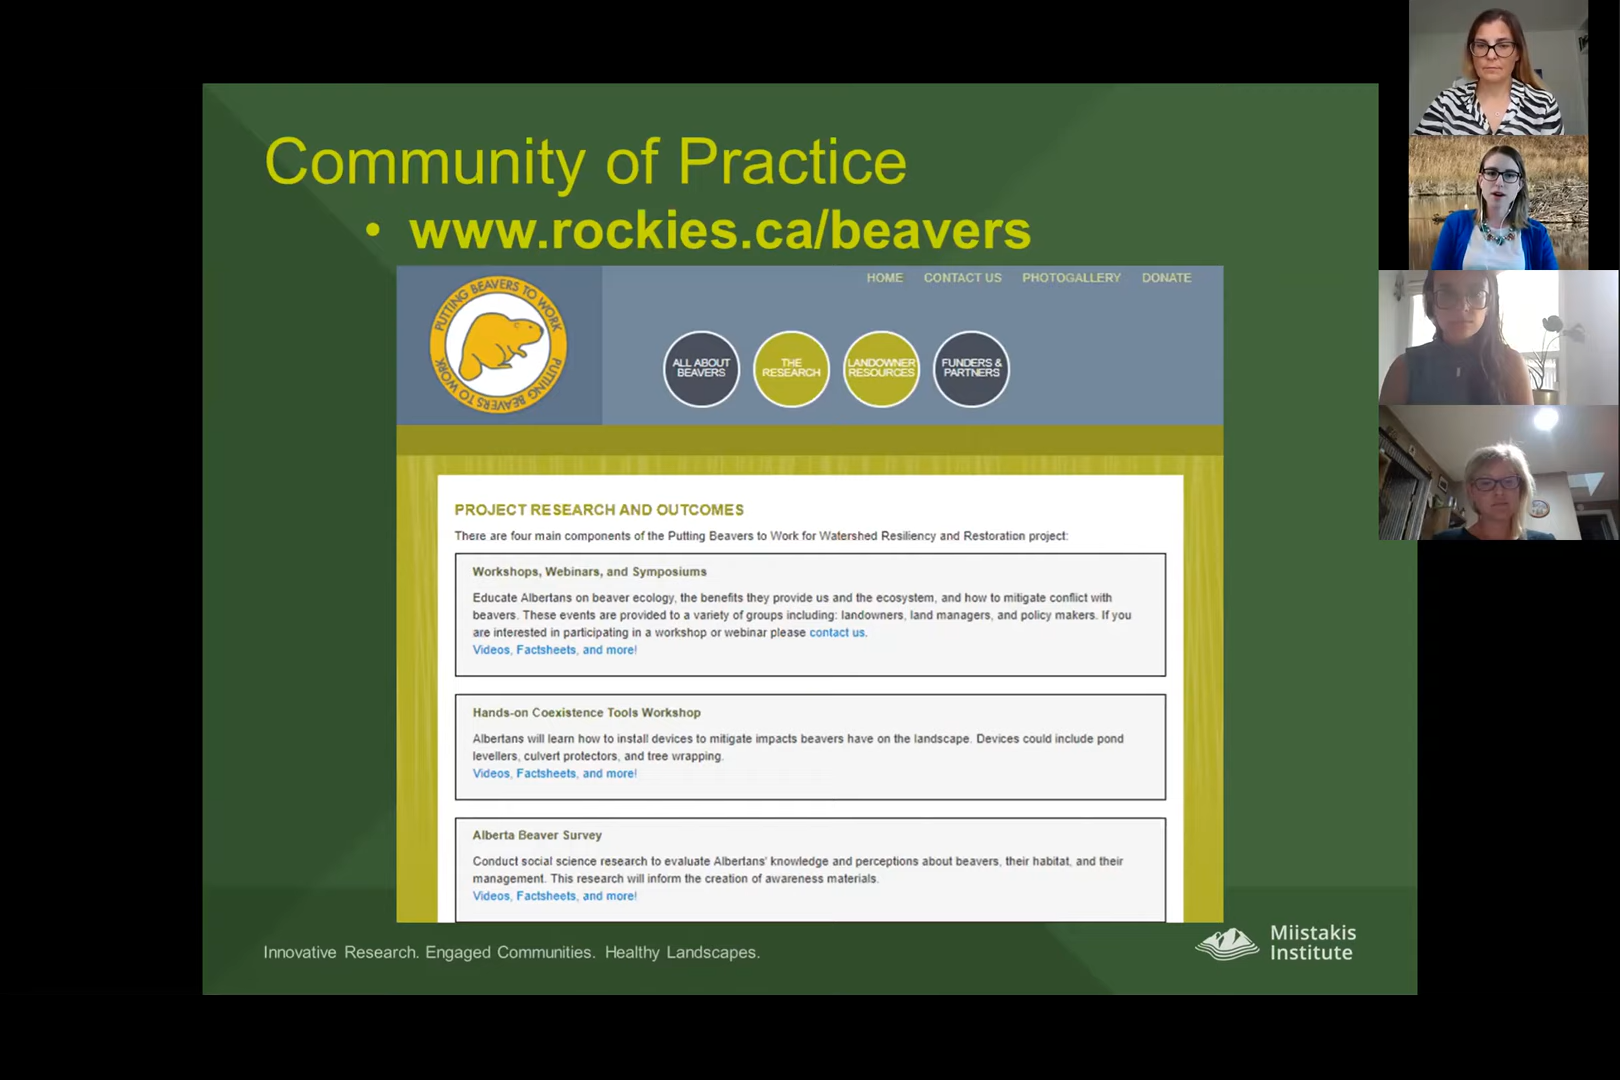 Community of Practice
• www.rockies.ca/beavers
PUTTING BEAVERS TO WORK
PUTTING BEAVERS TO WORK
HOME CONTACT US PHOTOGALLERY DONATE
ALL ABOUT
BEAVERS
THE
RESEARCH
LANDOWNER
RESOURCES
FUNDERS &
PARTNERS
PROJECT RESEARCH AND OUTCOMES
There are four main components of the Putting Beavers to Work for Watershed Resiliency and Restoration project:
Workshops, Webinars, and Symposiums
Educate Albertans on beaver ecology, the benefits they provide us and the ecosystem, and how to mitigate conflict with
beavers. These events are provided to a variety of groups including: landowners, land managers, and policy makers. If you
are interested in participating in a workshop or webinar please contact us.
Videos, Factsheets, and more!
Hands-on Coexistence Tools Workshop
Albertans will learn how to install devices to mitigate impacts beavers have on the landscape. Devices could include pond
levellers, culvert protectors, and tree wrapping.
Videos, Factsheets, and more!
Alberta Beaver Survey
Conduct social science research to evaluate Albertans' knowledge and perceptions about beavers, their habitat, and their
management. This research will inform the creation of awareness materials.
Videos, Factsheets, and more!
Innovative Research. Engaged Communities. Healthy Landscapes.
Miistakis
Institute